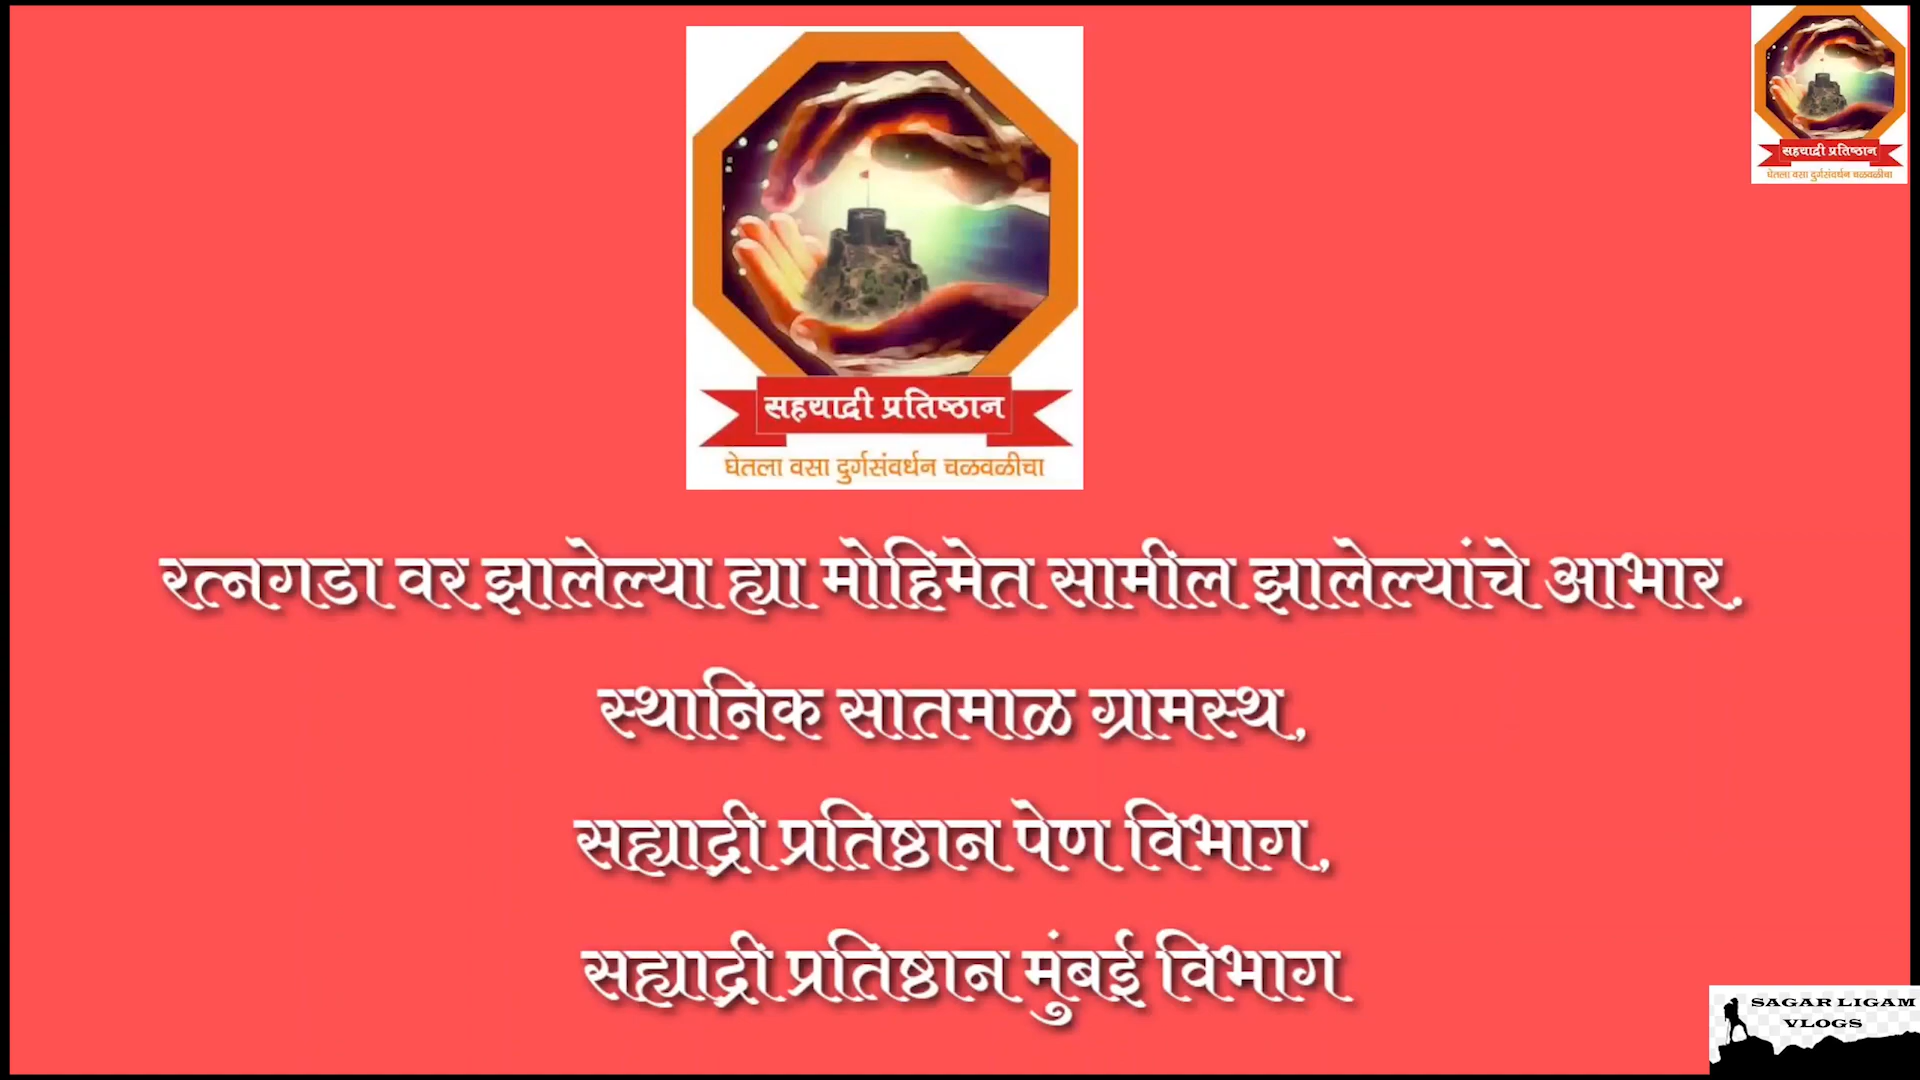 सहयाद्री प्रतिष्ठान
घेतला वसा दुर्गसंवर्धन चळवळीचा
सहयाद्री प्रतिष्ठान
घेतला वसा दुर्गसंवर्धन चळवळीचा
रत्नगडा वर झालेल्या ह्या मोहिमेत सामील झालेल्यांचे आभार.
स्थानिक सातमाळ ग्रामस्थ,
सह्याद्री प्रतिष्ठान पेण विभाग,
सह्याद्री प्रतिष्ठान मुंबई विभाग
SAGAR LIGAM
VLOGS